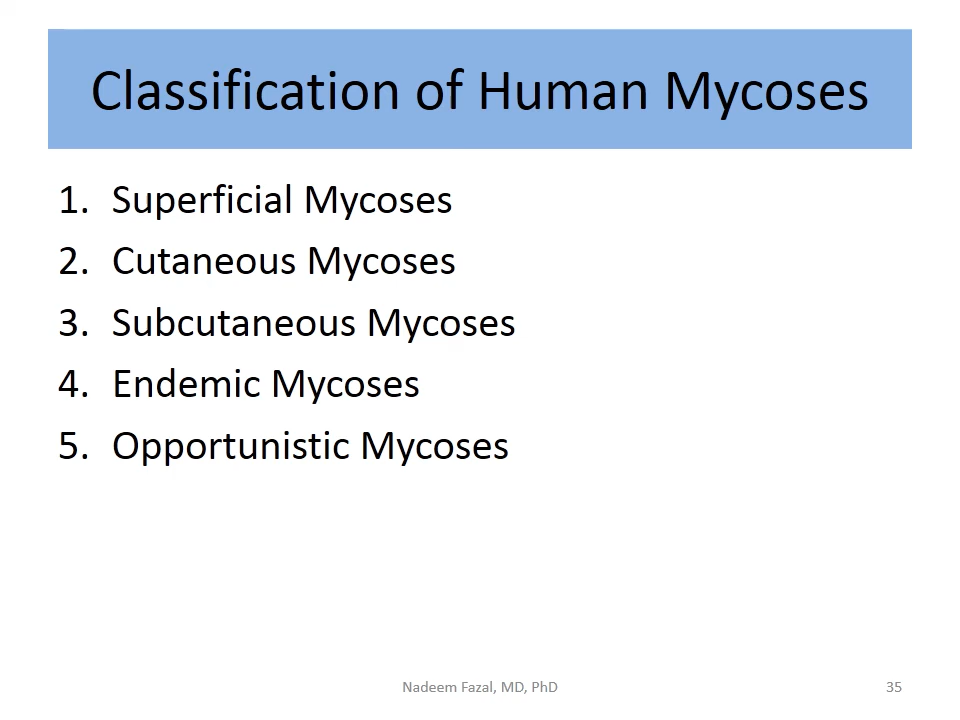 Classification of Human Mycoses
1. Superficial Mycoses
2. Cutaneous Mycoses
3. Subcutaneous Mycoses
4. Endemic Mycoses
5. Opportunistic Mycoses
Nadeem Fazal, MD, PhD
35